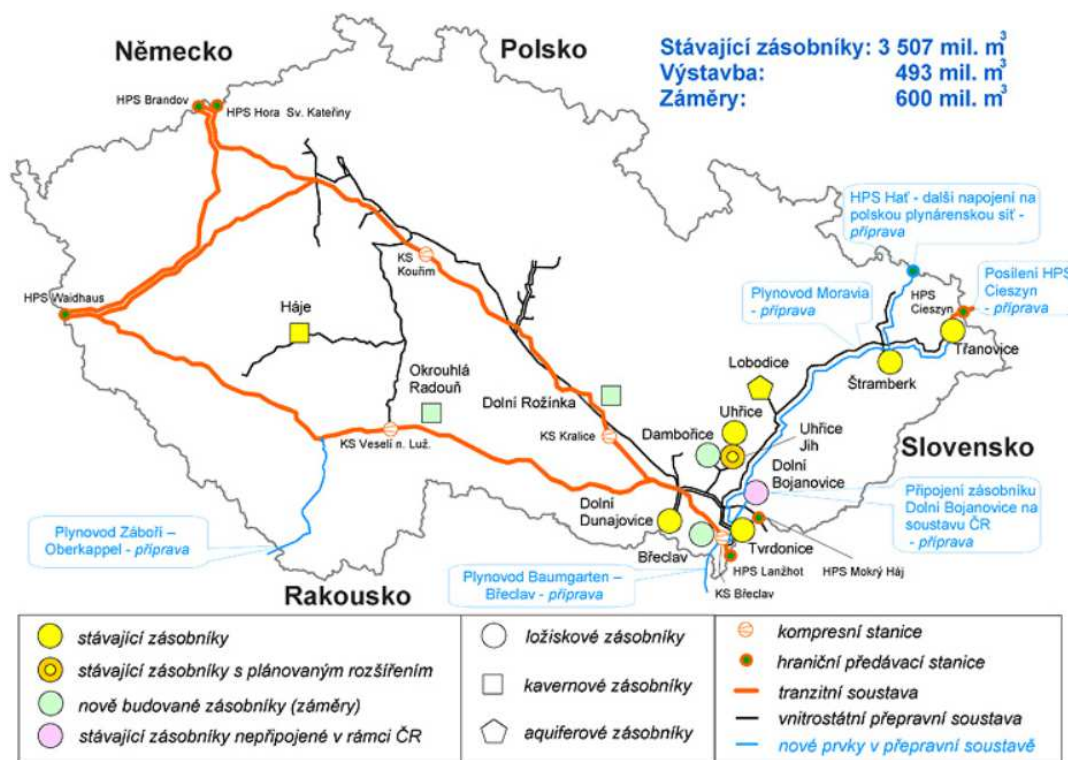 Německo
Polsko
Stávající zásobníky: 3 507 mil. m³
Výstavba: 493 mil. m³
Záměry: 600 mil. m³
HPS Brandov
HPS Hora Sv. Kateřiny
HPS Hať - další napojení na
polskou plynárenskou síť -
příprava
KS
Kouřim
HPS Waidhaus
Háje
Plynovod Moravia
- příprava
HPS
Cieszyn
Posílení HPS
Cieszyn
- příprava
Třanovice
Štramberk
Okrouhlá
Radouň
Dolní Rožínka
Lobodice
Uhřice
KS Veselí n. Luž.
KS Kralice
Dambořice
Uhřice
Jih
Slovensko
Dolní
Bojanovice
Připojení zásobníku
Dolní Bojanovice na
soustavu ČR
- příprava
Dolní
Dunajovice
Plynovod Záboří –
Oberkappel - příprava
Břeclav
Tvrdonice
HPS Lanžhot
HPS Mokrý Háj
Plynovod Baumgarten –
Břeclav - příprava
KS Břeclav
Rakousko
stávající zásobníky
stávající zásobníky s plánovaným rozšířením
nově budované zásobníky (záměry)
stávající zásobníky nepřipojené v rámci ČR
ložiskové zásobníky
kavernové zásobníky
aquiferové zásobníky
kompresní stanice
hraniční předávací stanice
tranzitní soustava
vnitrostátní přepravní soustava
nové prvky v přepravní soustavě